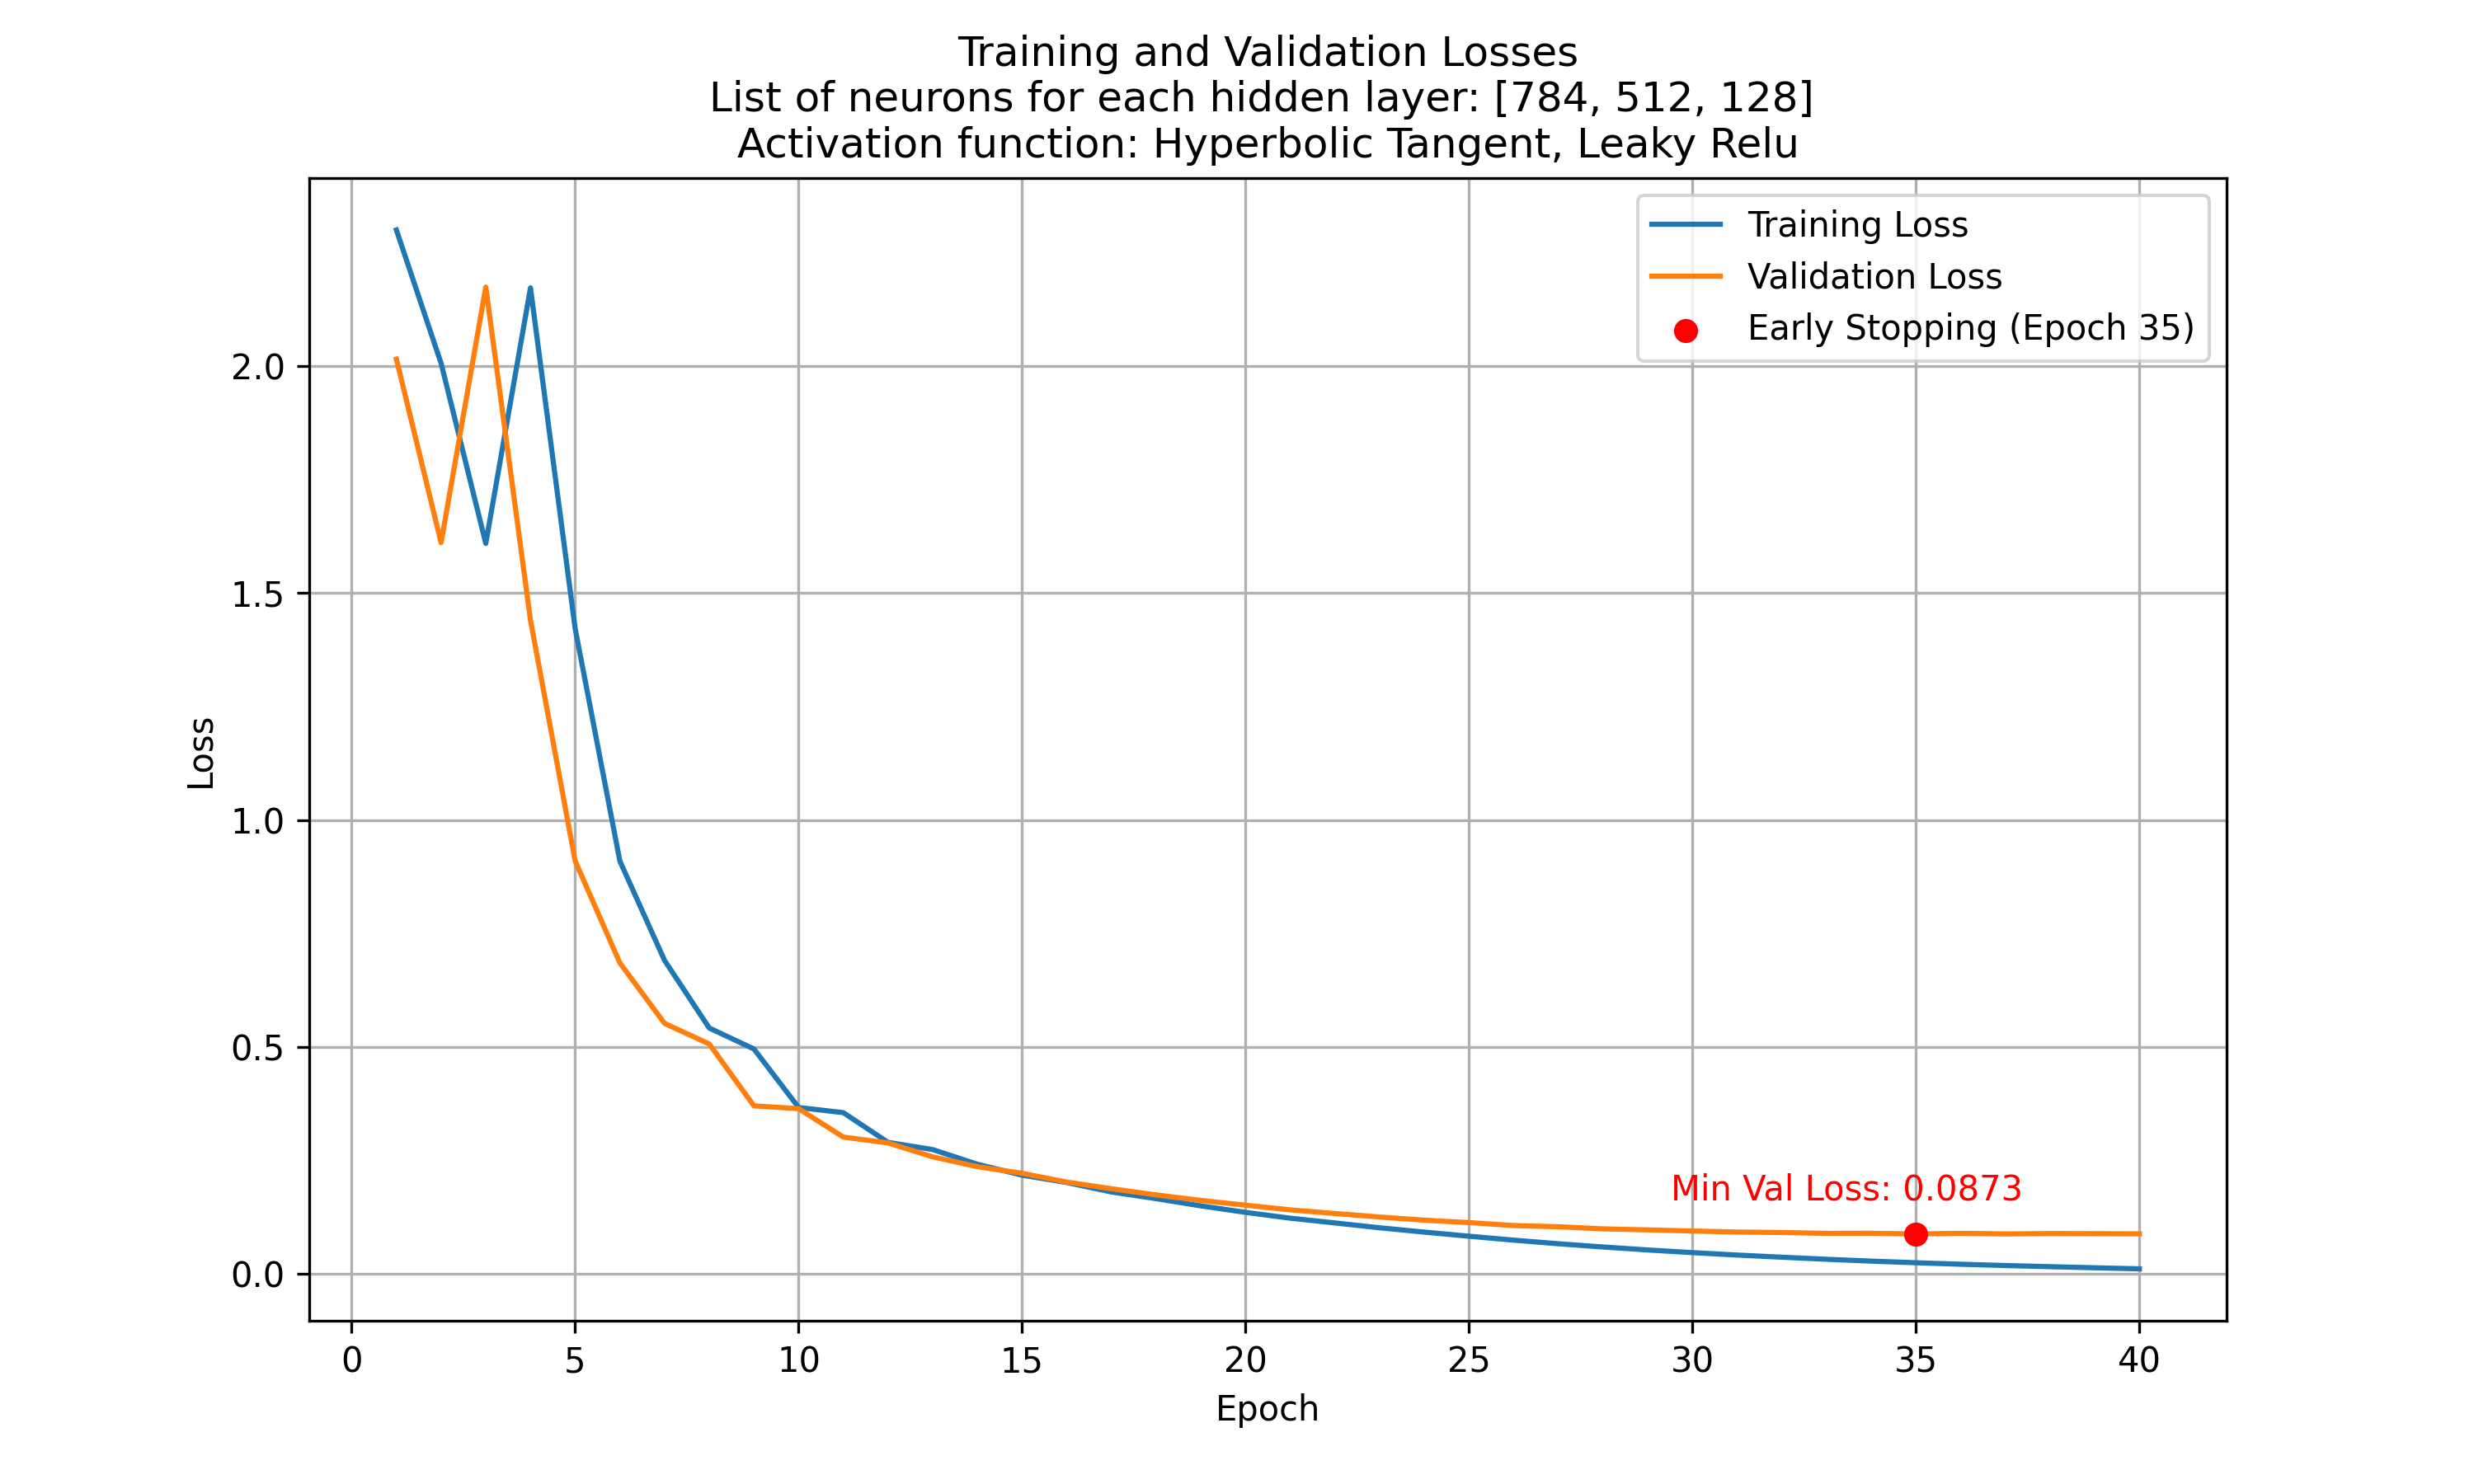 Training and Validation Losses
List of neurons for each hidden layer: [784, 512, 128]
Activation function: Hyperbolic Tangent, Leaky Relu
Training Loss
Validation Loss
Early Stopping (Epoch 35)
2.0
1.5
1.0
0.5
0.0
Loss
Min Val Loss: 0.0873
0 5 10 15 20 25 30 35 40
Epoch